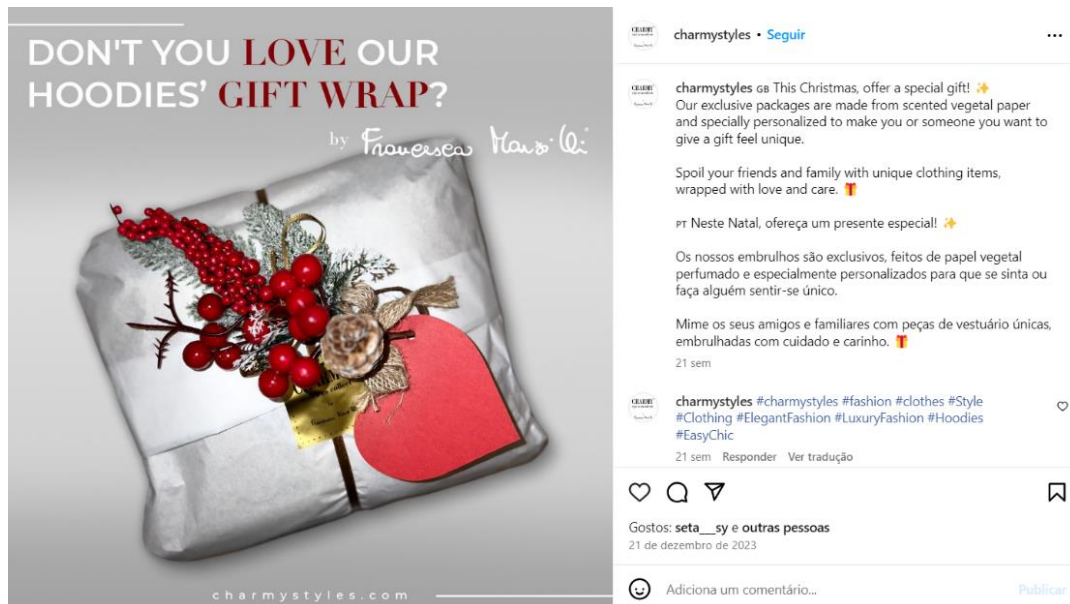 DON'T YOU LOVE OUR
HOODIES' GIFT WRAP?
by Francesca
charmystyles.com
charmystyles • Seguir
charmystyles GB This Christmas, offer a special gift! ✨
Our exclusive packages are made from scented vegetal paper
and specially personalized to make you or someone you want to
give a gift feel unique.
Spoil your friends and family with unique clothing items,
wrapped with love and care. 🎁
PT Neste Natal, ofereça um presente especial! ✨
Os nossos embrulhos são exclusivos, feitos de papel vegetal
perfumado e especialmente personalizados para que se sinta ou
faça alguém sentir-se único.
Mime os seus amigos e familiares com peças de vestuário únicas,
embrulhadas com cuidado e carinho. 🎁
21 sem
charmystyles #charmystyles #fashion #clothes #Style
#Clothing #ElegantFashion #LuxuryFashion #Hoodies
#EasyChic
21 sem Responder Ver tradução
Gostos: seta___sy e outras pessoas
21 de dezembro de 2023
Adiciona um comentário...
Publicar